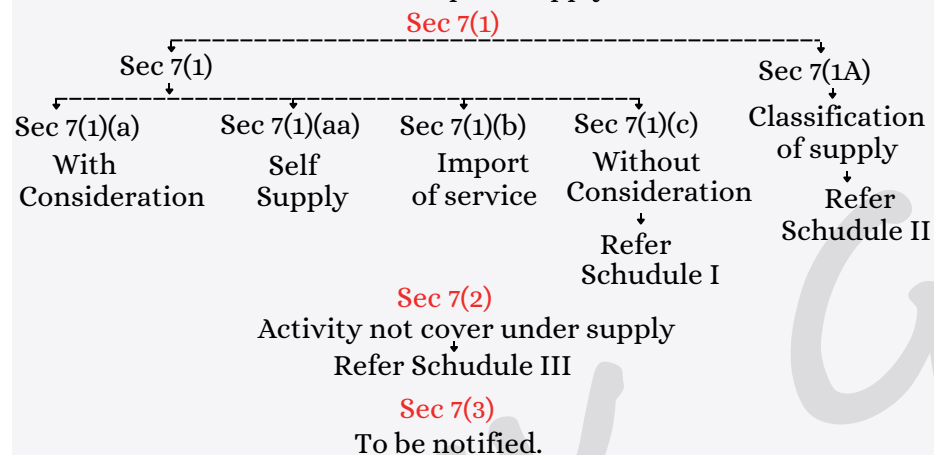 Sec 7(1)
Sec 7(1)
Sec 7(1A)
Sec 7(1)(a)
With
Consideration
Sec 7(1)(aa)
Self
Supply
Sec 7(1)(b)
Import
of service
Sec 7(1)(c)
Without
Consideration
Refer
Schudule I
Classification
of supply
Refer
Schudule II
Sec 7(2)
Activity not cover under supply
Refer Schudule III
Sec 7(3)
To be notified.